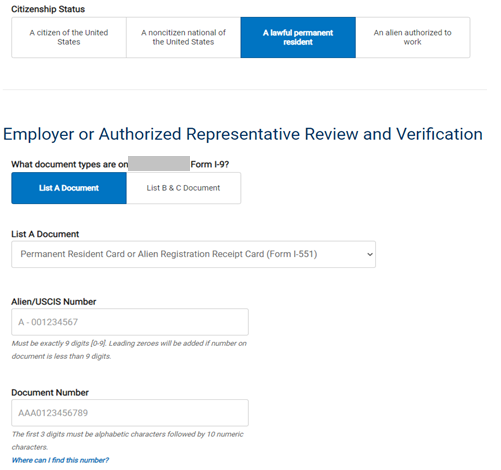 Citizenship Status
A citizen of the United
States
A noncitizen national of
the United States
A lawful permanent
resident
An alien authorized to
work
Employer or Authorized Representative Review and Verification
What document types are on Form I-9?
List A Document
List B & C Document
List A Document
Permanent Resident Card or Alien Registration Receipt Card (Form I-551)
Alien/USCIS Number
A - 001234567
Must be exactly 9 digits [0-9]. Leading zeroes will be added if number on
document is less than 9 digits.
Document Number
AAA0123456789
The first 3 digits must be alphabetic characters followed by 10 numeric
characters.
Where can I find this number?